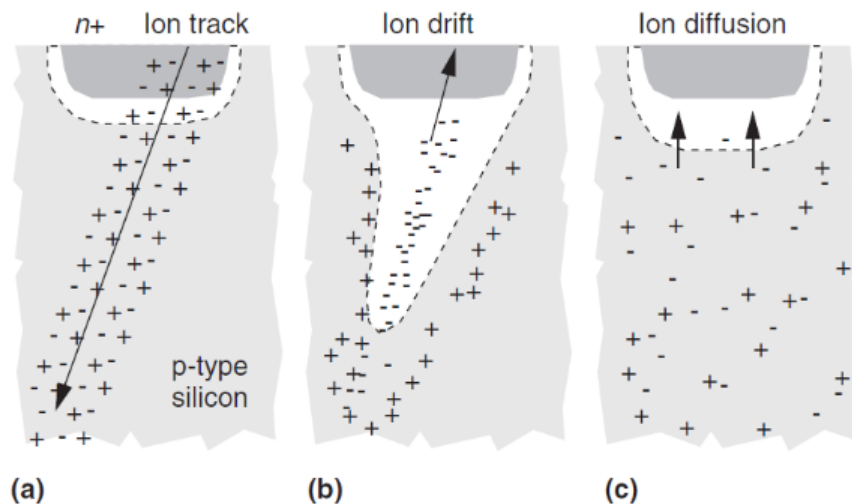 n+ Ion track
Ion drift
Ion diffusion
p-type
silicon
(a)
(b)
(c)